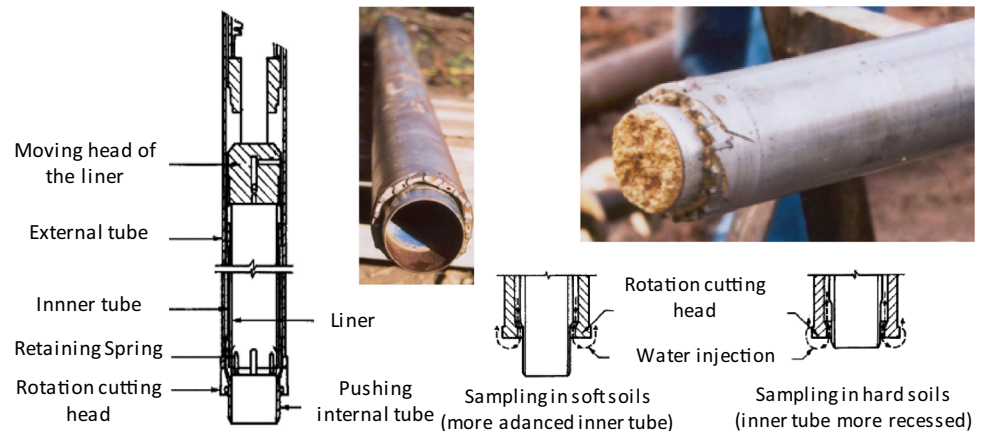 Moving head of
the liner
External tube
Innner tube
Retaining Spring
Rotation cutting
head
Liner
Pushing
internal tube
Rotation cutting
head
Water injection
Sampling in soft soils
(more adanced inner tube)
Sampling in hard soils
(inner tube more recessed)